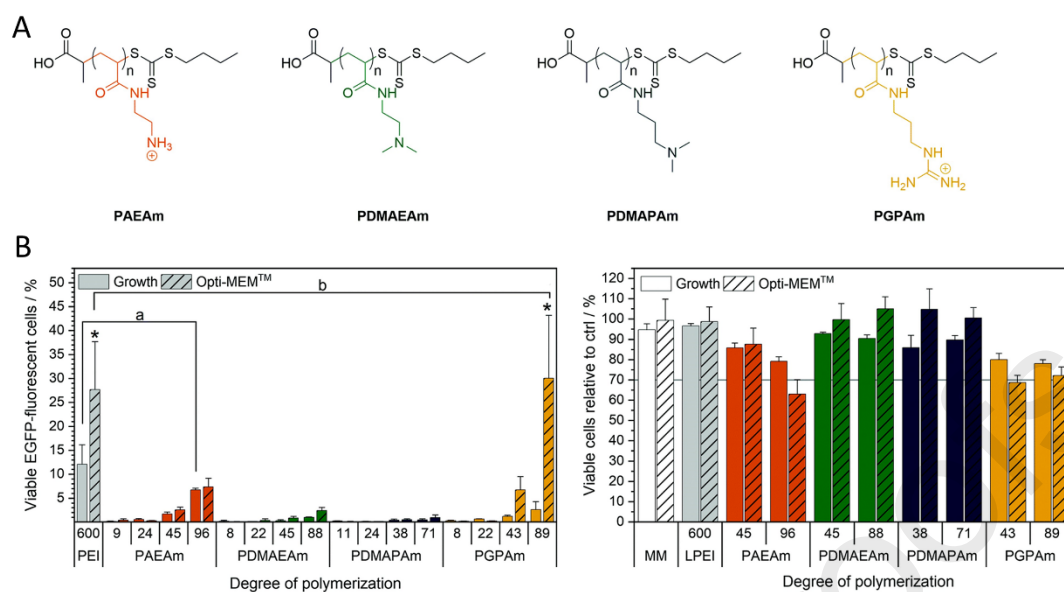 A
O
HO
n
S
S
S
O
NH
NH3
⊕
PAEAm
O
HO
n
S
S
S
O
NH
N
PDMAEAm
O
HO
n
S
S
S
O
NH
N
PDMAPAm
O
HO
n
S
S
S
O
NH
NH
⊕
H2N NH2
PGPAm
B
Viable EGFP-fluorescent cells / %
50
45
40
35
30
25
20
15
10
5
Growth Opti-MEM™
a
b
*
*
600 9 24 45 96 8 22 45 88 11 24 38 71 8 22 43 89
PEI PAEAm PDMAEAm PDMAPAm PGPAm
Degree of polymerization
Viable cells relative to ctrl / %
120
110
100
90
80
70
60
50
40
30
20
10
0
Growth Opti-MEM™
600 45 96 45 88 38 71 43 89
MM LPEI PAEAm PDMAEAm PDMAPAm PGPAm
Degree of polymerization